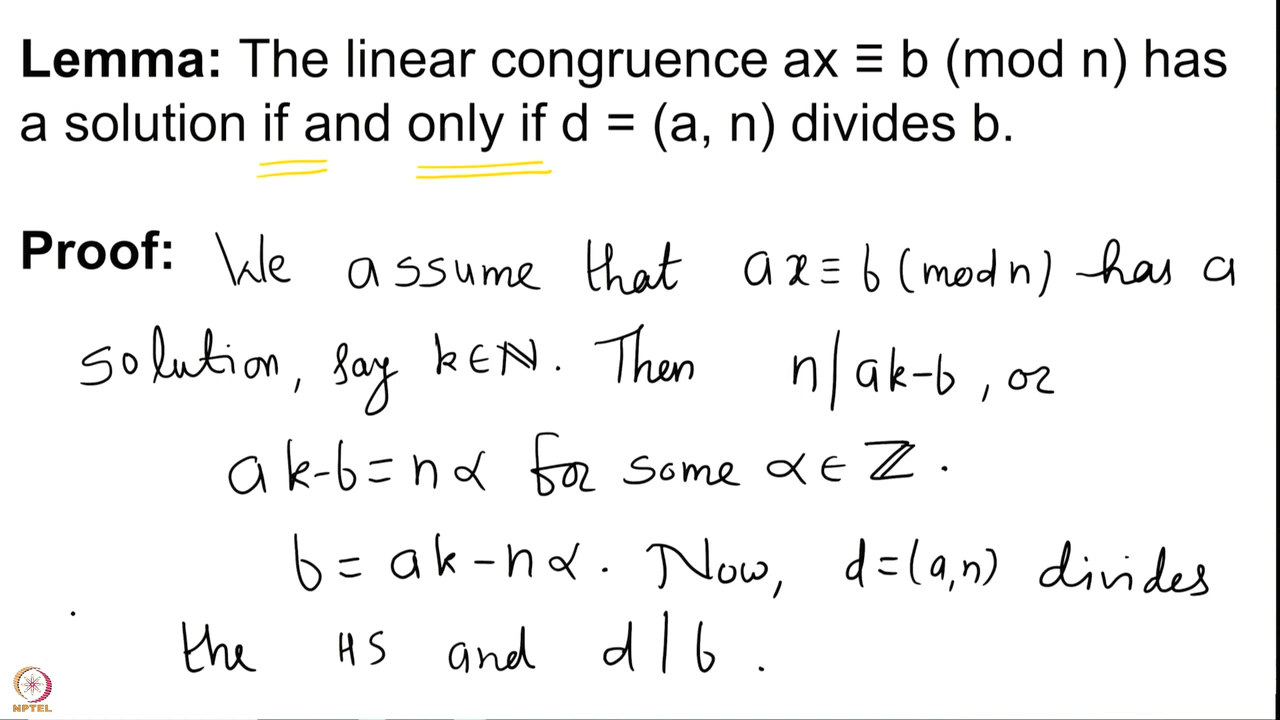 Lemma: The linear congruence ax ≡ b (mod n) has
a solution if and only if d = (a, n) divides b.
Proof: We assume that ax ≡ b (mod n) has a
solution, say k∈ℕ. Then n | ak-b, or
ak-b = nα for some α∈ℤ.
b = ak-nα. Now, d=(a,n) divides
the HS and d | b.
NPTEL